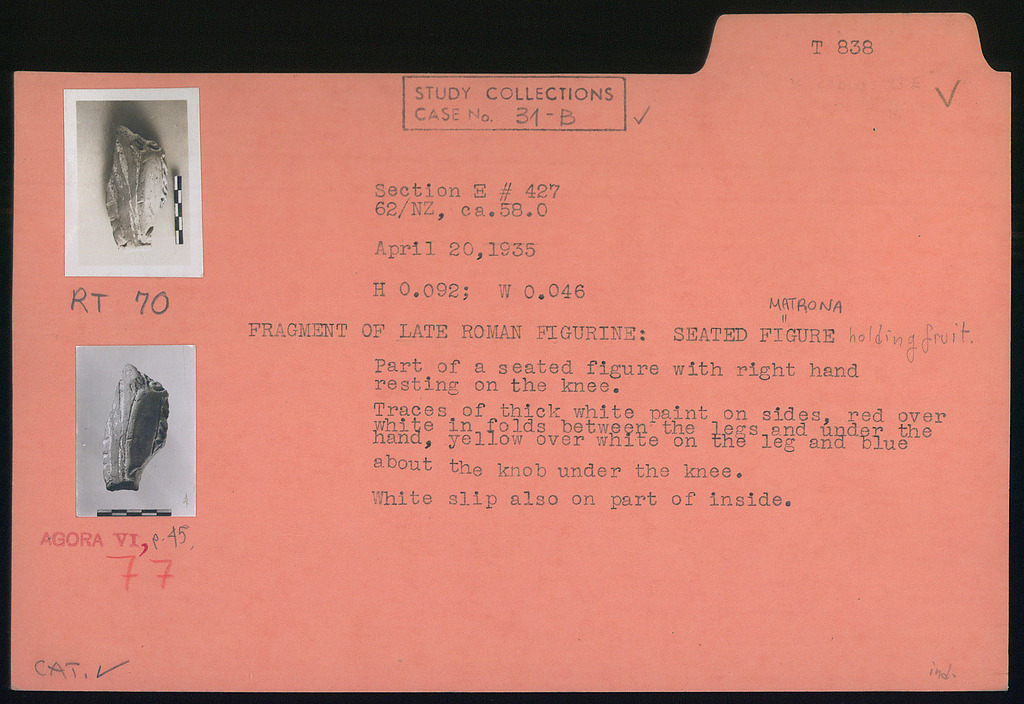 T 838
STUDY COLLECTIONS
CASE No. 31-B
RT 70
Section E # 427
62/NZ, ca.58.0
April 20,1935
H 0.092; W 0.046
MATRONA
"
FRAGMENT OF LATE ROMAN FIGURINE: SEATED FIGURE holding fruit.
Part of a seated figure with right hand
resting on the knee.
Traces of thick white paint on sides, red over
white in folds between the legs and under the
hand, yellow over white on the leg and blue
about the knob under the knee.
White slip also on part of inside.
AGORA VI, p.45,
77
CAT.
ind.